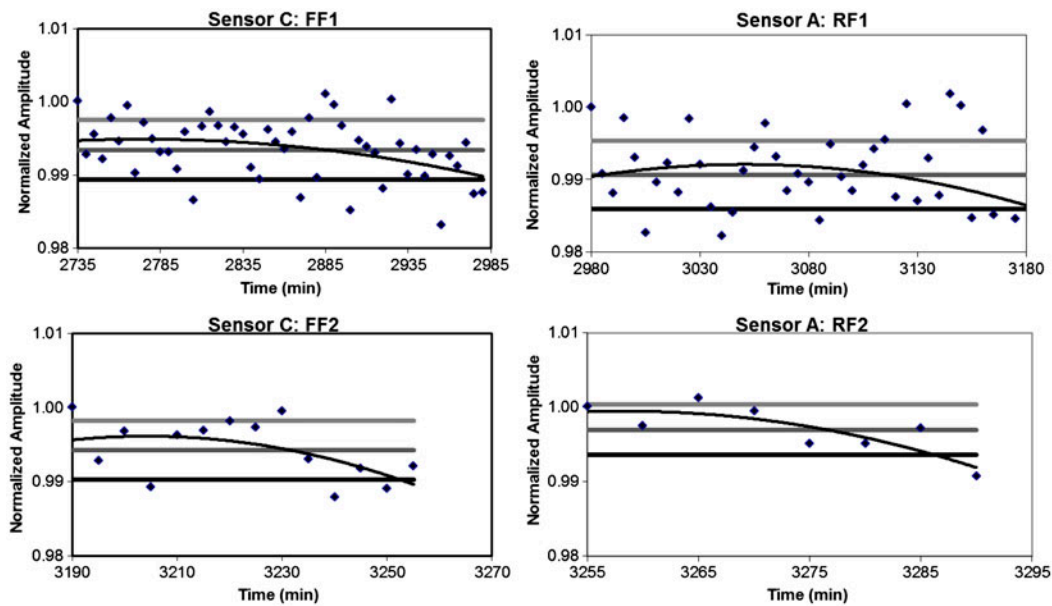 Sensor C: FF1
Normalized Amplitude
1.01
1.00
0.99
0.98
2735 2785 2835 2885 2935 2985
Time (min)
Sensor A: RF1
Normalized Amplitude
1.01
1.00
0.99
0.98
2980 3030 3080 3130 3180
Time (min)
Sensor C: FF2
Normalized Amplitude
1.01
1.00
0.99
0.98
3190 3210 3230 3250 3270
Time (min)
Sensor A: RF2
Normalized Amplitude
1.01
1.00
0.99
0.98
3255 3265 3275 3285 3295
Time (min)